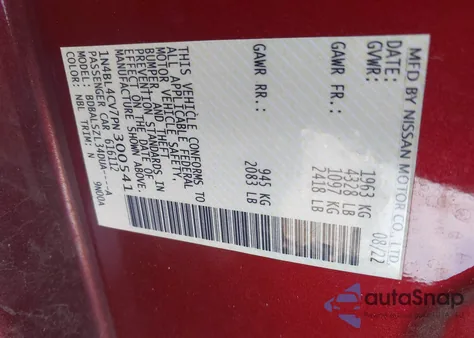 MFD BY NISSAN MOTOR CO., LTD.
DATE: 08/22
GVWR: 1963 KG
4328 LB
GAWR FR.: 1097 KG
2418 LB
GAWR RR.: 945 KG
2083 LB
THIS VEHICLE CONFORMS TO
ALL APPLICABLE FEDERAL
MOTOR VEHICLE SAFETY,
BUMPER, AND THEFT
PREVENTION STANDARDS IN
EFFECT ON THE DATE OF
MANUFACTURE SHOWN ABOVE.
1N4BL4CV7PN300541
PASSENGER CAR
COLOR: NBL TRIM: N
autoSnap